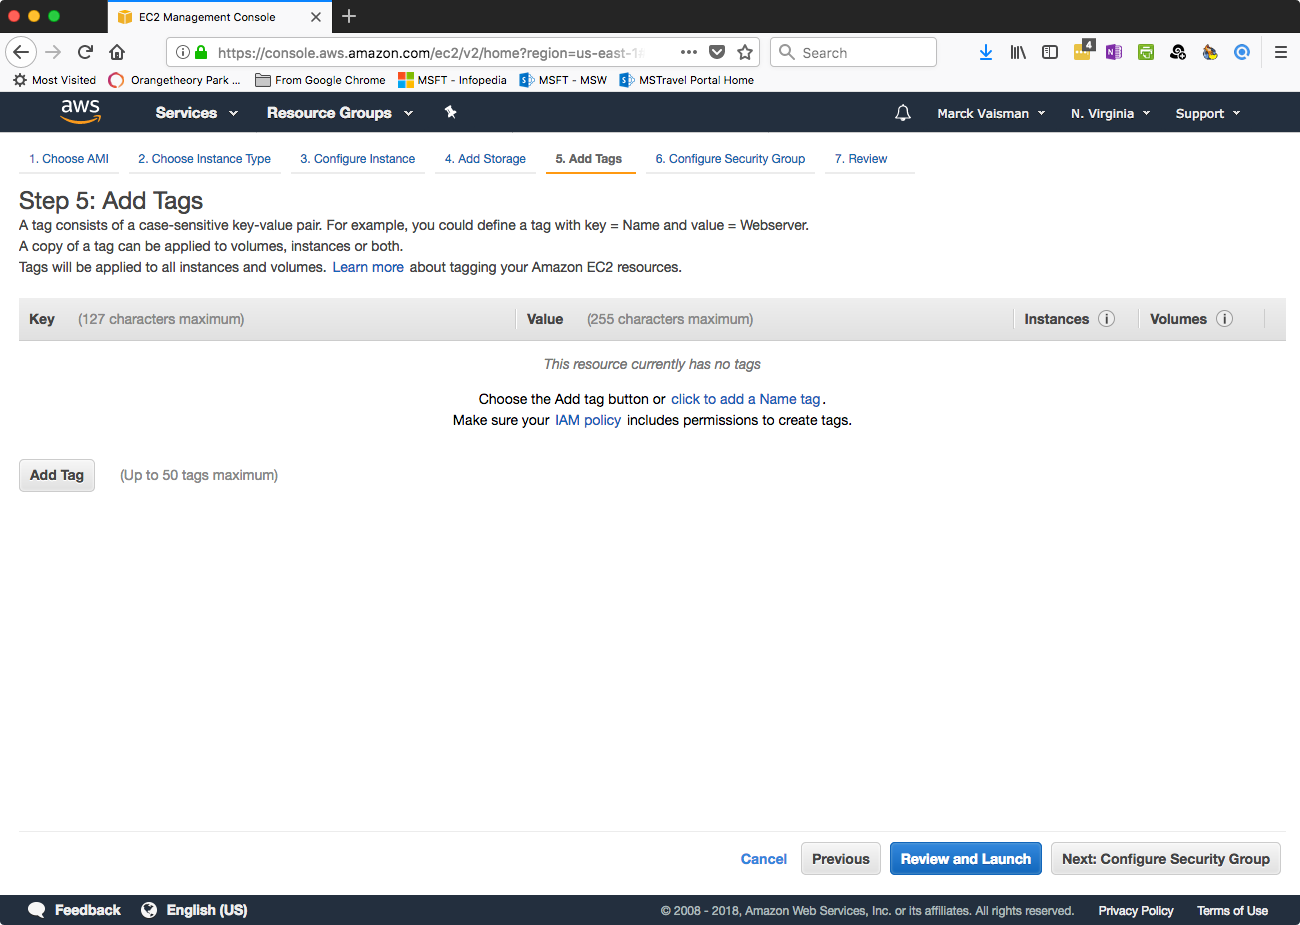 EC2 Management Console
https://console.aws.amazon.com/ec2/v2/home?region=us-east-1
Search
4
Most Visited
Orangetheory Park ...
From Google Chrome
MSFT - Infopedia
MSFT - MSW
MSTravel Portal Home
aws
Services
Resource Groups
Marck Vaisman
N. Virginia
Support
1. Choose AMI
2. Choose Instance Type
3. Configure Instance
4. Add Storage
5. Add Tags
6. Configure Security Group
7. Review
Step 5: Add Tags
A tag consists of a case-sensitive key-value pair. For example, you could define a tag with key = Name and value = Webserver.
A copy of a tag can be applied to volumes, instances or both.
Tags will be applied to all instances and volumes. Learn more about tagging your Amazon EC2 resources.
Key (127 characters maximum)
Value (255 characters maximum)
Instances
Volumes
This resource currently has no tags
Choose the Add tag button or click to add a Name tag.
Make sure your IAM policy includes permissions to create tags.
Add Tag
(Up to 50 tags maximum)
Cancel
Previous
Review and Launch
Next: Configure Security Group
Feedback
English (US)
© 2008 - 2018, Amazon Web Services, Inc. or its affiliates. All rights reserved.
Privacy Policy
Terms of Use